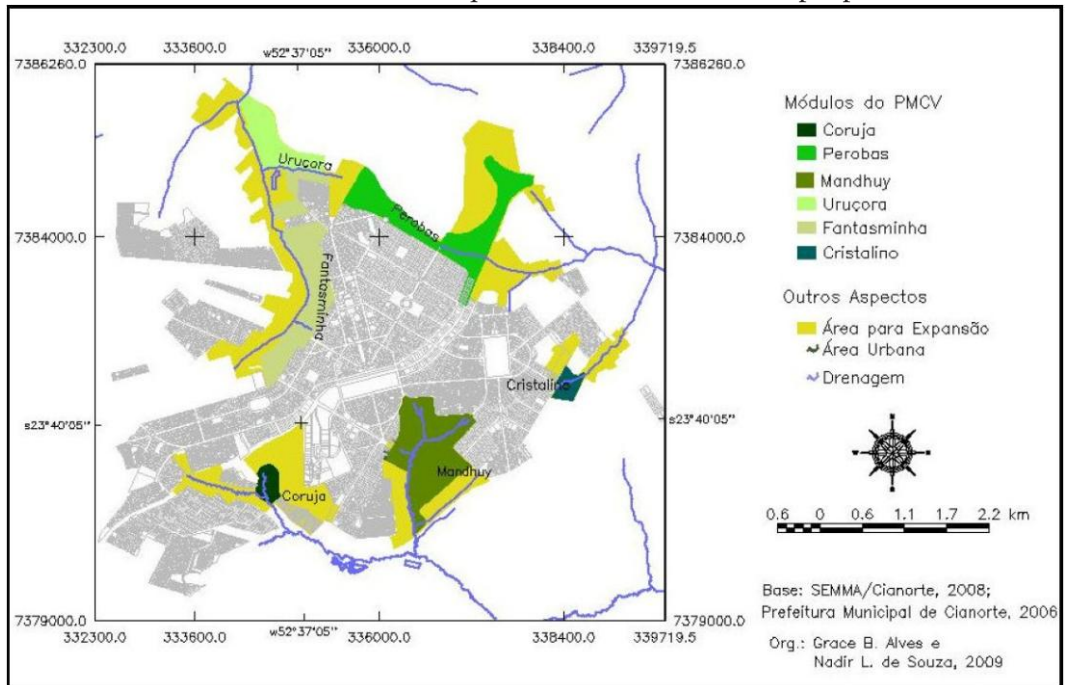 332300.0 333600.0 w52°37'05'' 336000.0 338400.0 339719.5
7386260.0 7386260.0
7384000.0 7384000.0
s23°40'05'' s23°40'05''
7379000.0 7379000.0
332300.0 333600.0 w52°37'05'' 336000.0 338400.0 339719.5
Uruçora
Perobas
Fantasminha
Cristalino
Mandhuy
Coruja
Módulos do PMCV
Coruja
Perobas
Mandhuy
Uruçora
Fantasminha
Cristalino
Outros Aspectos
Área para Expansão
Área Urbana
Drenagem
0.6 0 0.6 1.1 1.7 2.2 km
Base: SEMMA/Cianorte, 2008;
Prefeitura Municipal de Cianorte, 2006
Org.: Grace B. Alves e
Nadir L. de Souza, 2009